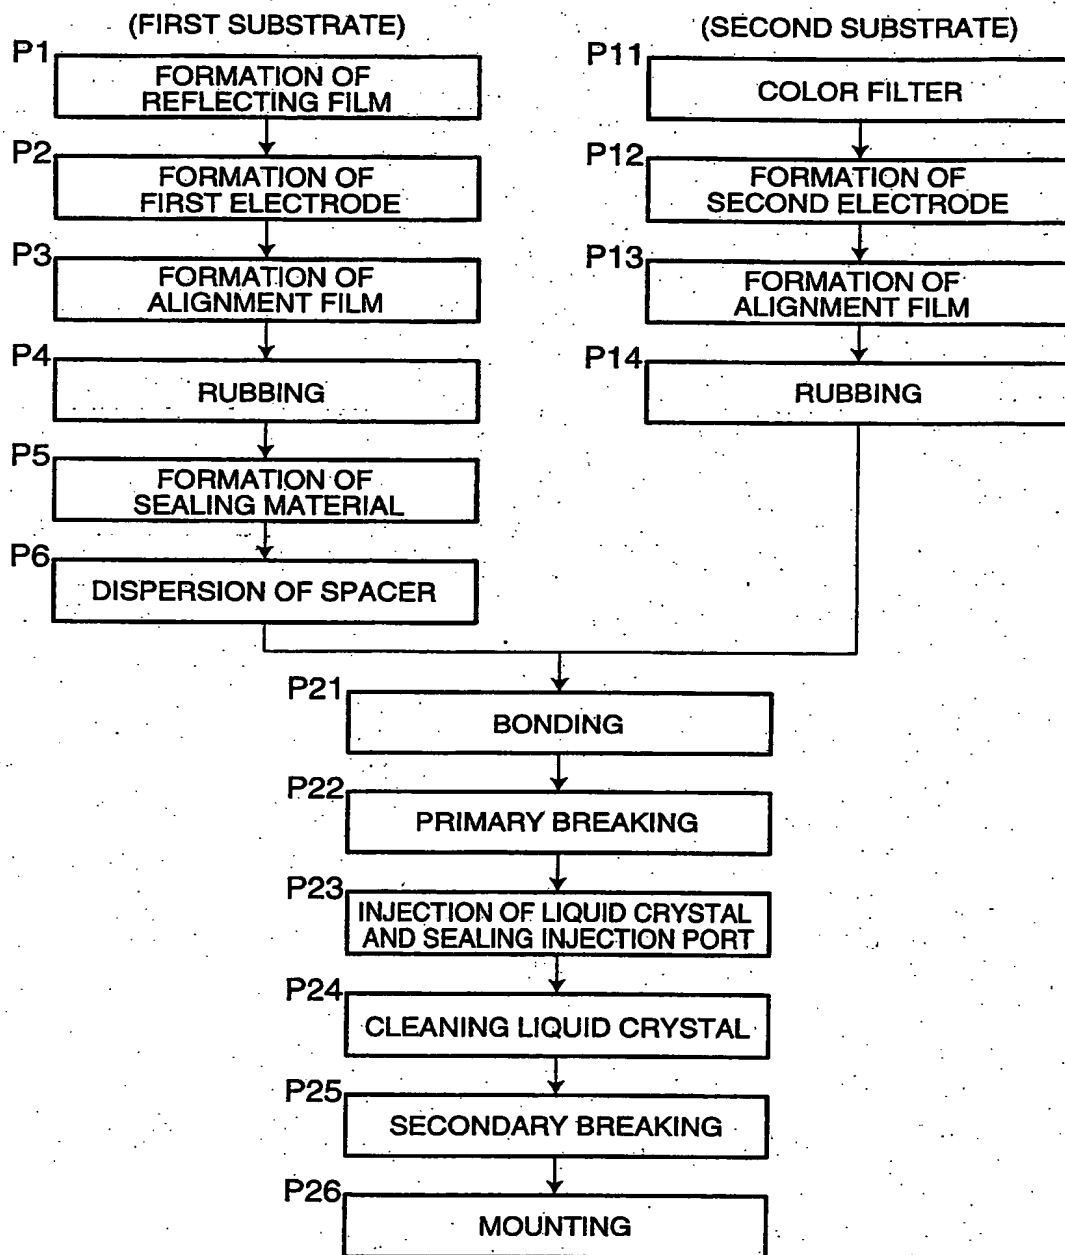 (FIRST SUBSTRATE)
P1
FORMATION OF
REFLECTING FILM
P2
FORMATION OF
FIRST ELECTRODE
P3
FORMATION OF
ALIGNMENT FILM
P4
RUBBING
P5
FORMATION OF
SEALING MATERIAL
P6
DISPERSION OF SPACER
(SECOND SUBSTRATE)
P11
COLOR FILTER
P12
FORMATION OF
SECOND ELECTRODE
P13
FORMATION OF
ALIGNMENT FILM
P14
RUBBING
P21
BONDING
P22
PRIMARY BREAKING
P23
INJECTION OF LIQUID CRYSTAL
AND SEALING INJECTION PORT
P24
CLEANING LIQUID CRYSTAL
P25
SECONDARY BREAKING
P26
MOUNTING